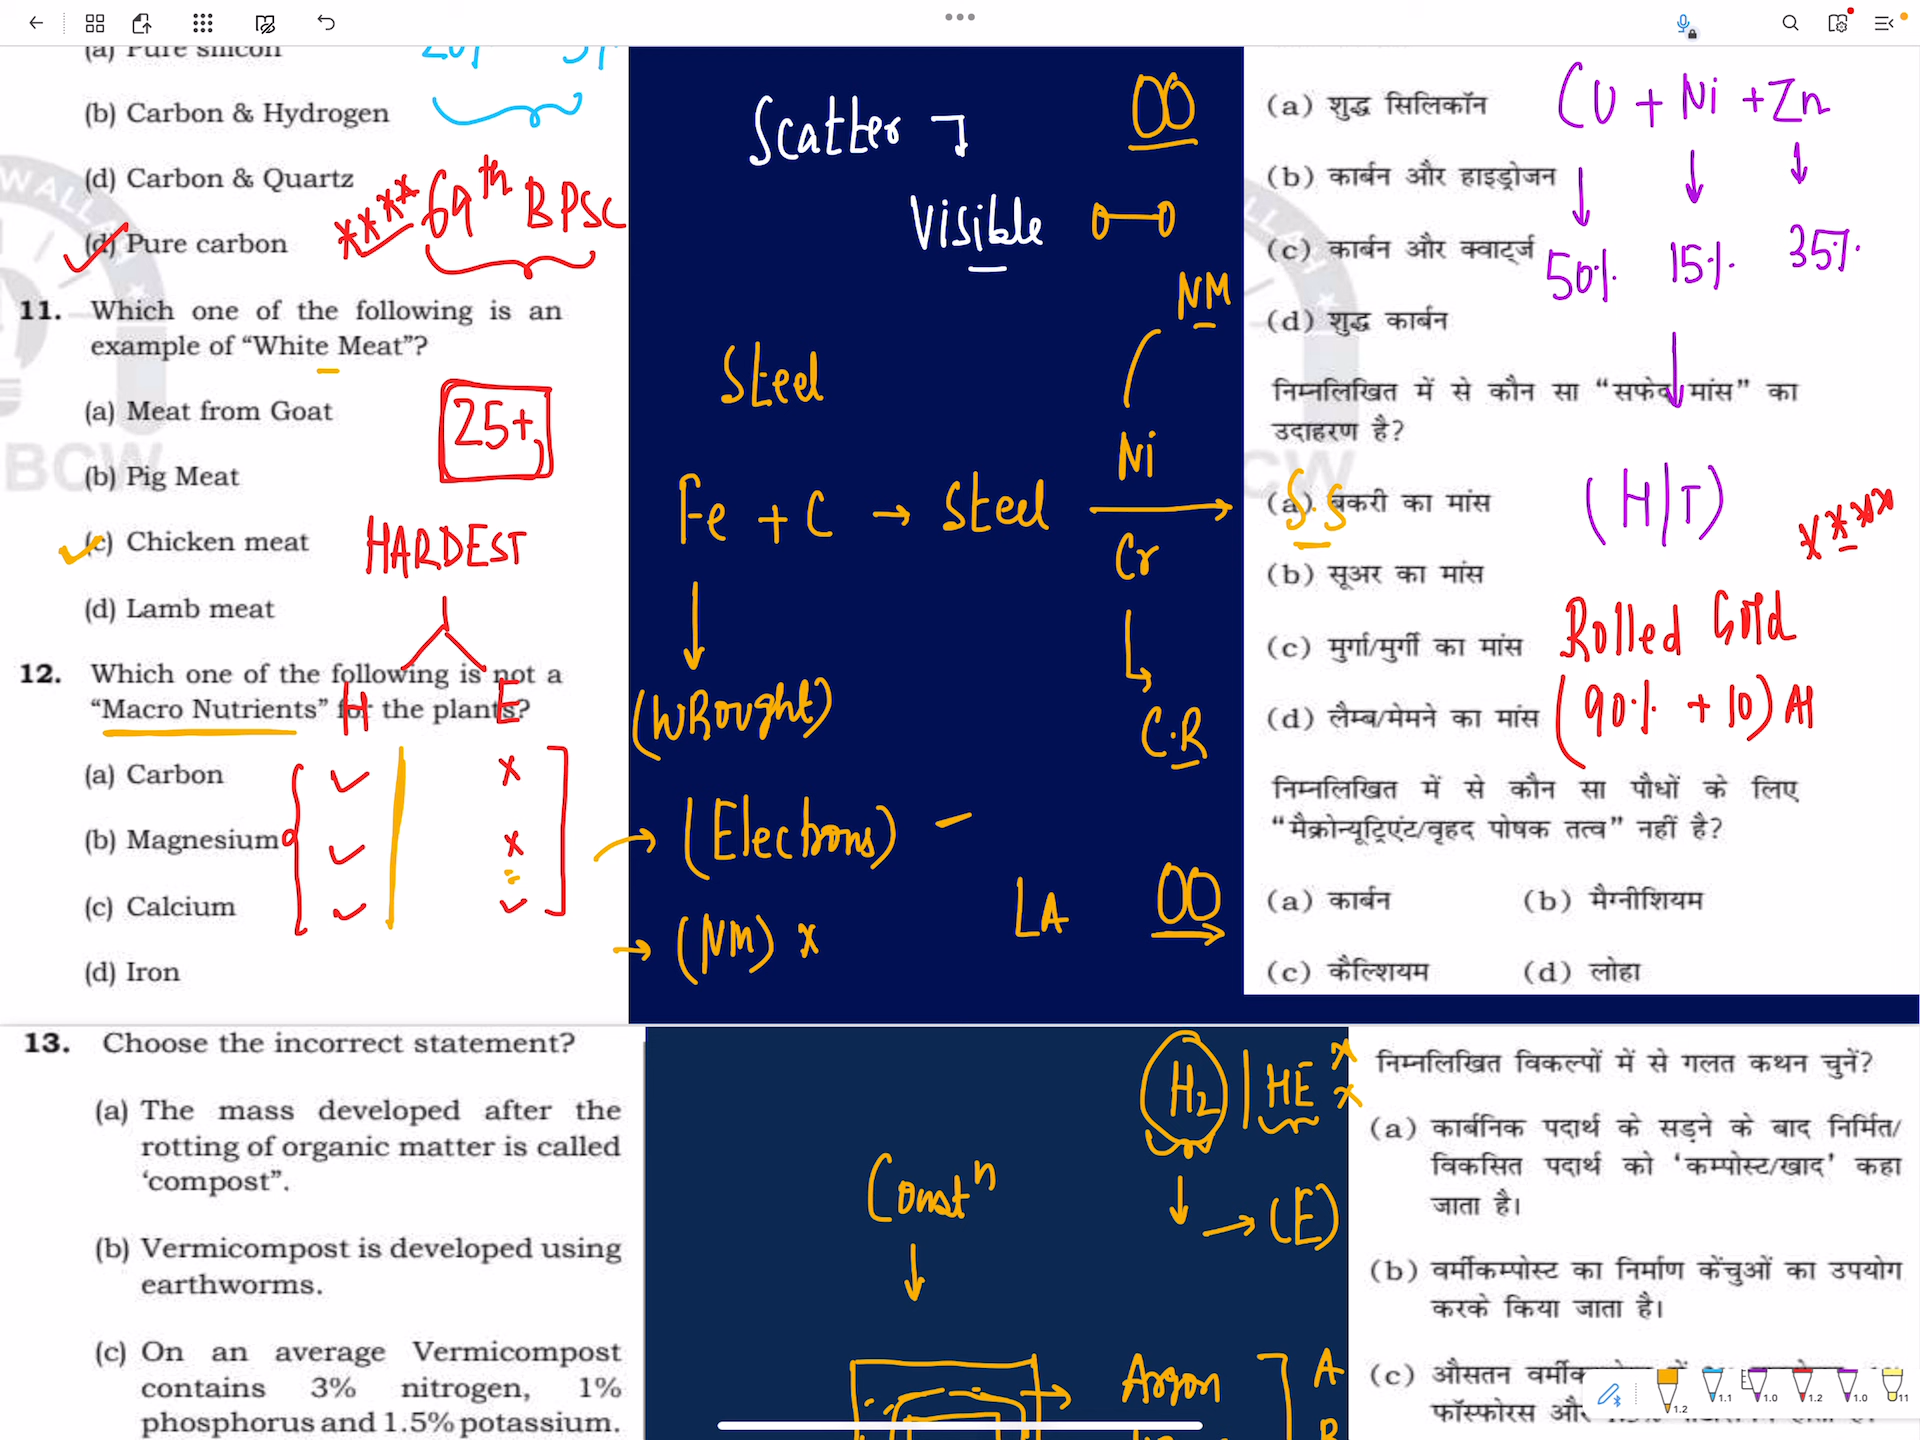 (b) Carbon & Hydrogen
(d) Carbon & Quartz
(d) Pure carbon
**** 69th BPSC
11. Which one of the following is an
example of “White Meat”?
(a) Meat from Goat
(b) Pig Meat
(c) Chicken meat
(d) Lamb meat
25+
HARDEST
H E
12. Which one of the following is not a
“Macro Nutrients” for the plants?
(a) Carbon
(b) Magnesium
(c) Calcium
(d) Iron
Scatter
Visible
NM
Steel
Ni
Fe + C → Steel
Cr
(WRought)
C.R
(Electrons)
LA
(NM) x
(a) शुद्ध सिलिकॉन
(b) कार्बन और हाइड्रोजन
(c) कार्बन और क्वार्ट्ज
(d) शुद्ध कार्बन
Cu + Ni + Zn
50% 15% 35%
निम्नलिखित में से कौन सा “सफेद मांस” का
उदाहरण है?
(a) बकरी का मांस
(b) सूअर का मांस
(c) मुर्गा/मुर्गी का मांस
(d) लैम्ब/मेमने का मांस
S.S
(H|T)
Rolled Gold
(90% + 10) Al
निम्नलिखित में से कौन सा पौधों के लिए
“मैक्रोन्यूट्रिएंट/वृहद पोषक तत्व” नहीं है?
(a) कार्बन (b) मैग्नीशियम
(c) कैल्शियम (d) लोहा
13. Choose the incorrect statement?
(a) The mass developed after the
rotting of organic matter is called
‘compost”.
(b) Vermicompost is developed using
earthworms.
(c) On an average Vermicompost
contains 3% nitrogen, 1%
phosphorus and 1.5% potassium.
H2 | HE
Constn
→ (E)
Argon
A
निम्नलिखित विकल्पों में से गलत कथन चुनें?
(a) कार्बनिक पदार्थ के सड़ने के बाद निर्मित/
विकसित पदार्थ को ‘कम्पोस्ट/खाद’ कहा
जाता है।
(b) वर्मीकम्पोस्ट का निर्माण केंचुओं का उपयोग
करके किया जाता है।
(c) औसतन